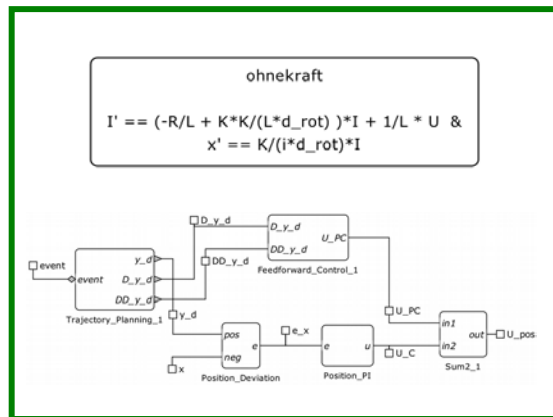 ohnekraft
I' == (-R/L + K*K/(L*d_rot) )*I + 1/L * U &
x' == K/(i*d_rot)*I
D_y_d
event
y_d
D_y_d
DD_y_d
event
Trajectory_Planning_1
D_y_d
DD_y_d
U_PC
DD_y_d
Feedforward_Control_1
y_d
U_PC
pos
neg
e
e_x
e
u
in1
in2
out
U_pos
x
Position_Deviation
Position_PI
U_C
Sum2_1